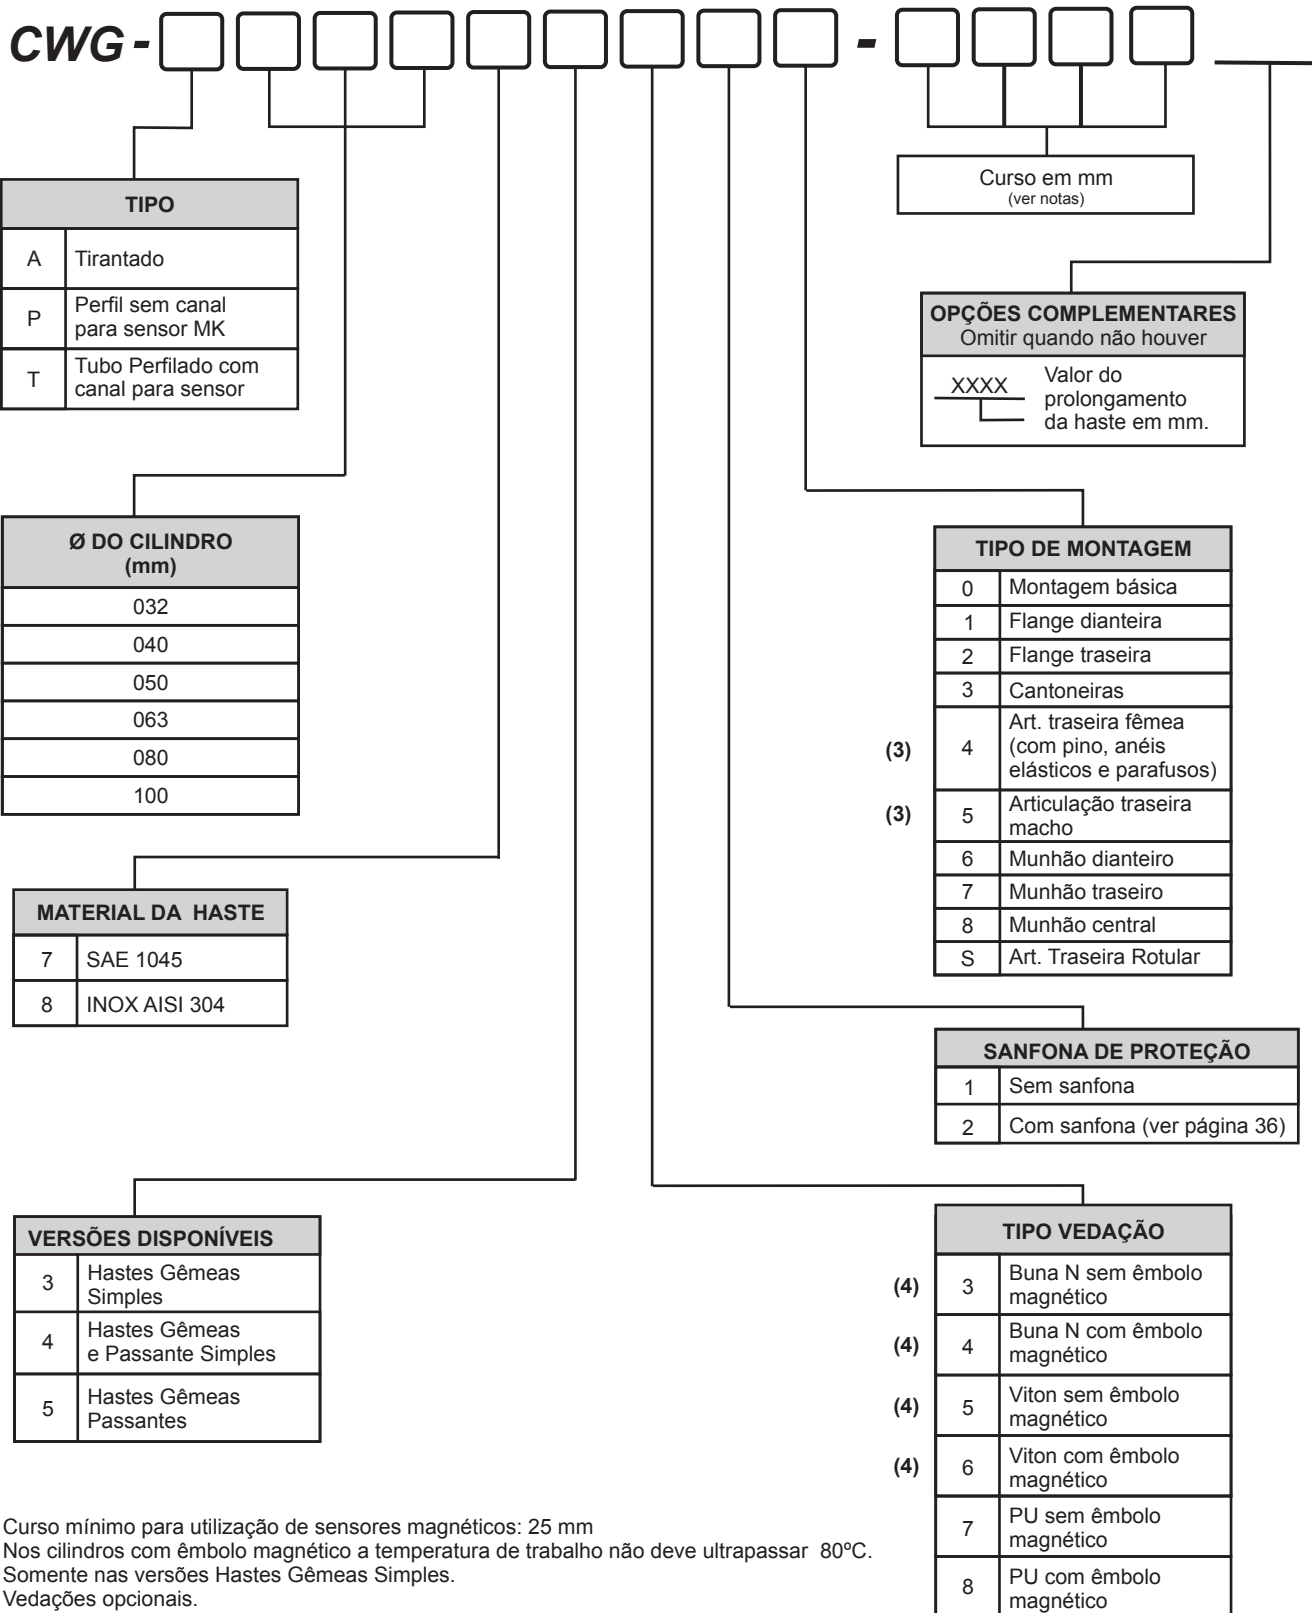 CWG -
-
TIPO
A Tirantado
P Perfil sem canal
para sensor MK
T Tubo Perfilado com
canal para sensor
Curso em mm
(ver notas)
OPÇÕES COMPLEMENTARES
Omitir quando não houver
XXXX Valor do
prolongamento
da haste em mm.
Ø DO CILINDRO
(mm)
032
040
050
063
080
100
TIPO DE MONTAGEM
0 Montagem básica
1 Flange dianteira
2 Flange traseira
3 Cantoneiras
Art. traseira fêmea
(3) 4 (com pino, anéis
elásticos e parafusos)
(3) 5 Articulação traseira
macho
6 Munhão dianteiro
7 Munhão traseiro
8 Munhão central
S Art. Traseira Rotular
MATERIAL DA HASTE
7 SAE 1045
8 INOX AISI 304
SANFONA DE PROTEÇÃO
1 Sem sanfona
2 Com sanfona (ver página 36)
VERSÕES DISPONÍVEIS
3 Hastes Gêmeas
Simples
4 Hastes Gêmeas
e Passante Simples
5 Hastes Gêmeas
Passantes
TIPO VEDAÇÃO
(4) 3 Buna N sem êmbolo
magnético
(4) 4 Buna N com êmbolo
magnético
(4) 5 Viton sem êmbolo
magnético
(4) 6 Viton com êmbolo
magnético
7 PU sem êmbolo
magnético
8 PU com êmbolo
magnético
Curso mínimo para utilização de sensores magnéticos: 25 mm
Nos cilindros com êmbolo magnético a temperatura de trabalho não deve ultrapassar 80ºC.
Somente nas versões Hastes Gêmeas Simples.
Vedações opcionais.